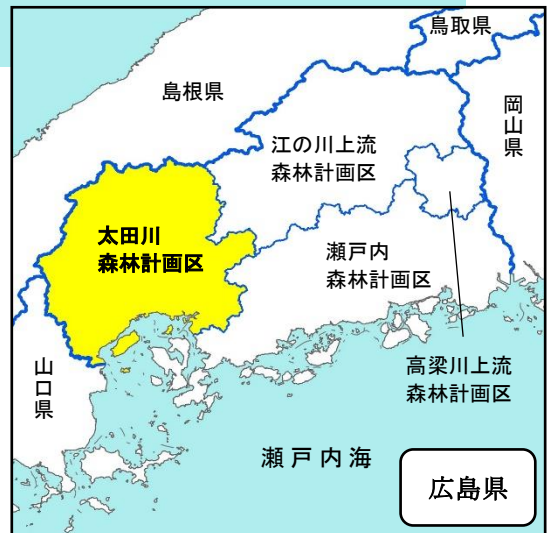 鳥取県
島根県
岡山県
江の川上流
森林計画区
太田川
森林計画区
瀬戸内
森林計画区
高梁川上流
森林計画区
山口県
瀬戸内海
広島県